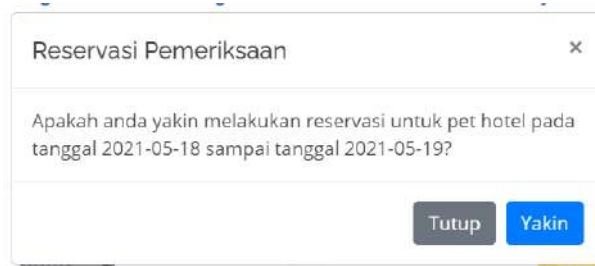 Reservasi Pemeriksaan
×
Apakah anda yakin melakukan reservasi untuk pet hotel pada
tanggal 2021-05-18 sampai tanggal 2021-05-19?
Tutup
Yakin